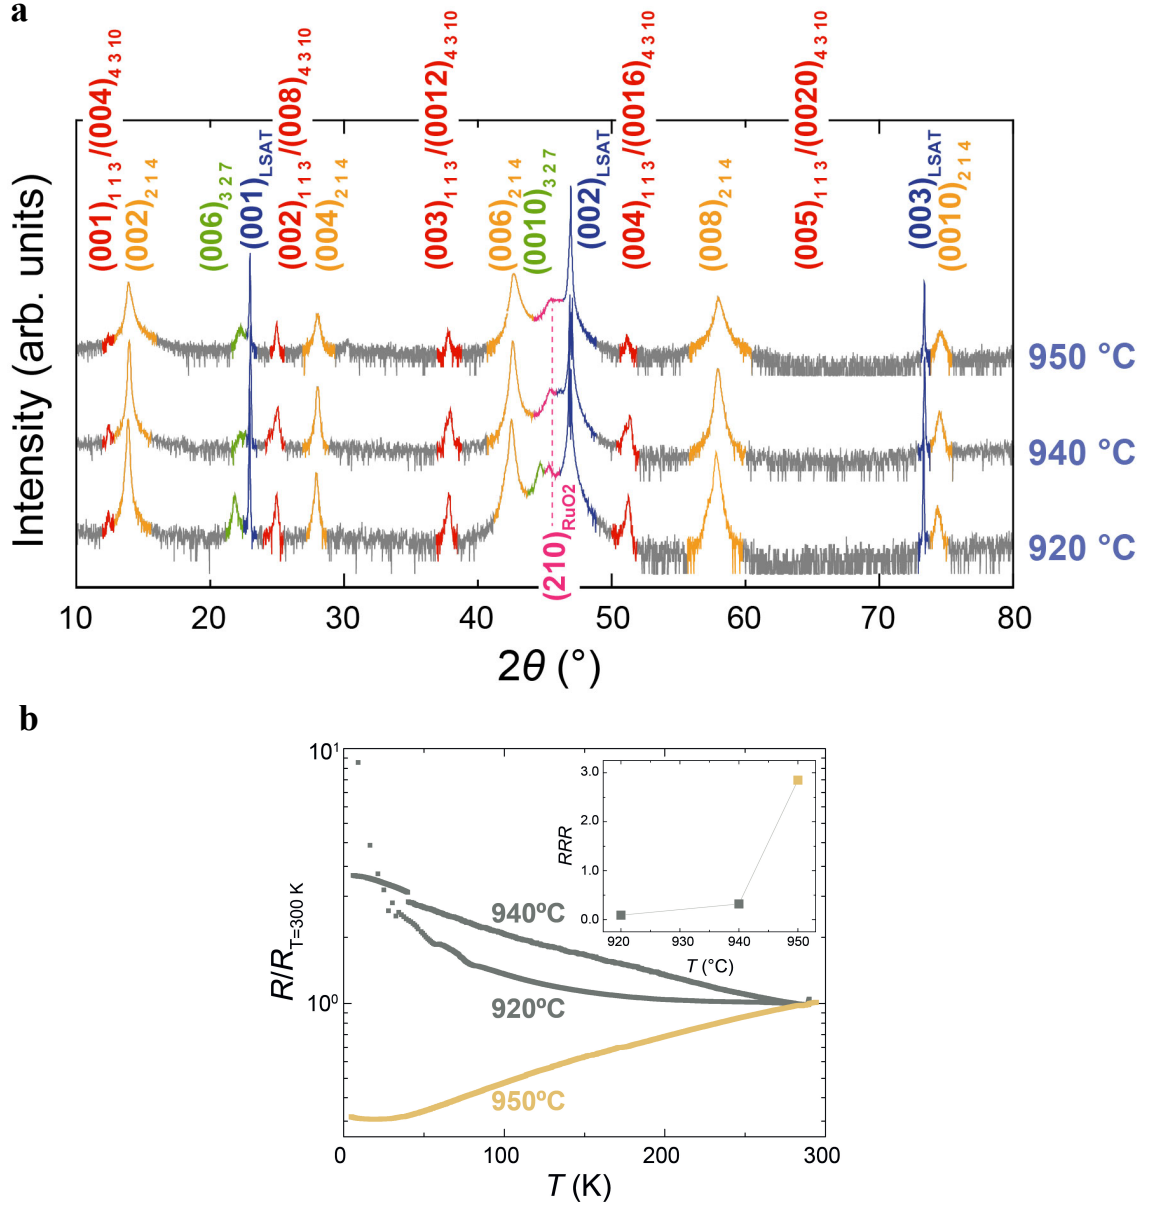 a
(001)113/(004)4310
(002)214
(006)327
(001)LSAT
(002)113/(008)4310
(004)214
(003)113/(0012)4310
(006)214
(0010)327
(002)LSAT
(004)113/(0016)4310
(008)214
(005)113/(0020)4310
(003)LSAT
(0010)214
Intensity (arb. units)
950 °C
940 °C
920 °C
(210)RuO2
10 20 30 40 50 60 70 80
2θ (°)
b
10¹
10⁰
R/R T=300 K
940ºC
920ºC
950ºC
3.0
2.0
1.0
0.0
RRR
920 930 940 950
T (°C)
0 100 200 300
T (K)